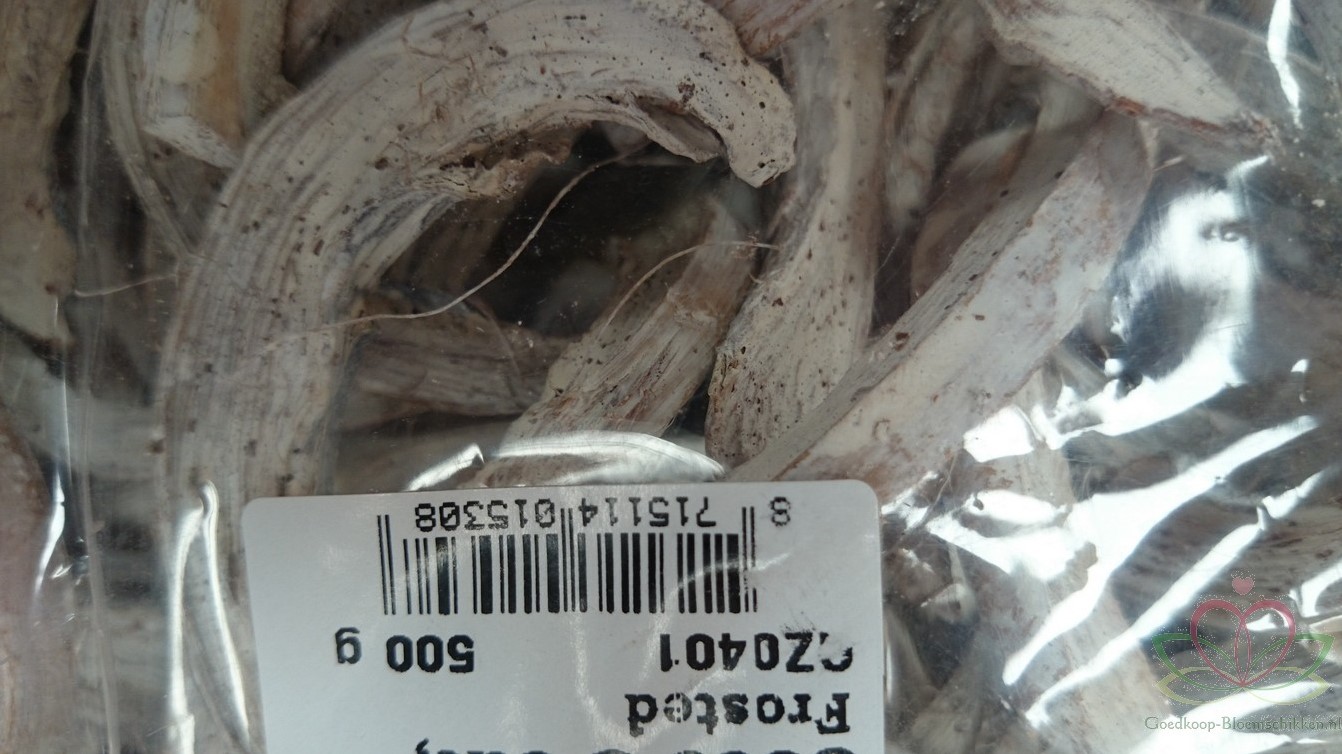 Frosted
CZ0401 500 g
8 715114 015308
Goedkoop-Bloemschikken.nl